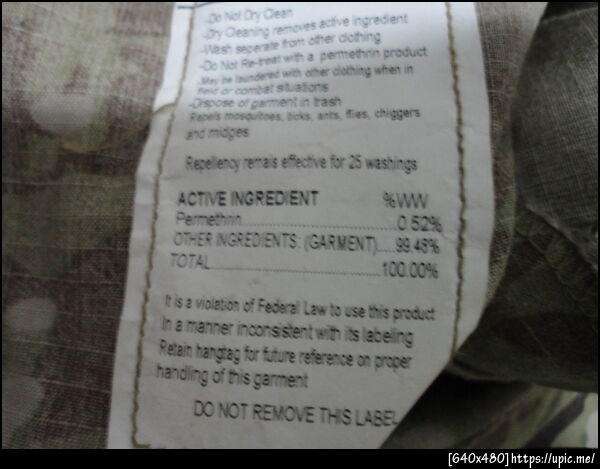 -Do Not Dry Clean
-Dry Cleaning removes active ingredient
-Wash seperate from other clothing
-Do Not Re-treat with a permethrin product
-May be laundered with other clothing when in
field or combat situations
-Dispose of garment in trash
Repels mosquitoes, ticks, ants, flies, chiggers
and midges
Repellency remais effective for 25 washings
ACTIVE INGREDIENT %WW
Permethrin.....................................0.52%
OTHER INGREDIENTS: (GARMENT).....99.48%
TOTAL.........................................100.00%
It is a violation of Federal Law to use this product
In a manner inconsistent with its labeling
Retain hangtag for future reference on proper
handling of this garment
DO NOT REMOVE THIS LABEL
[640x480]https://upic.me/